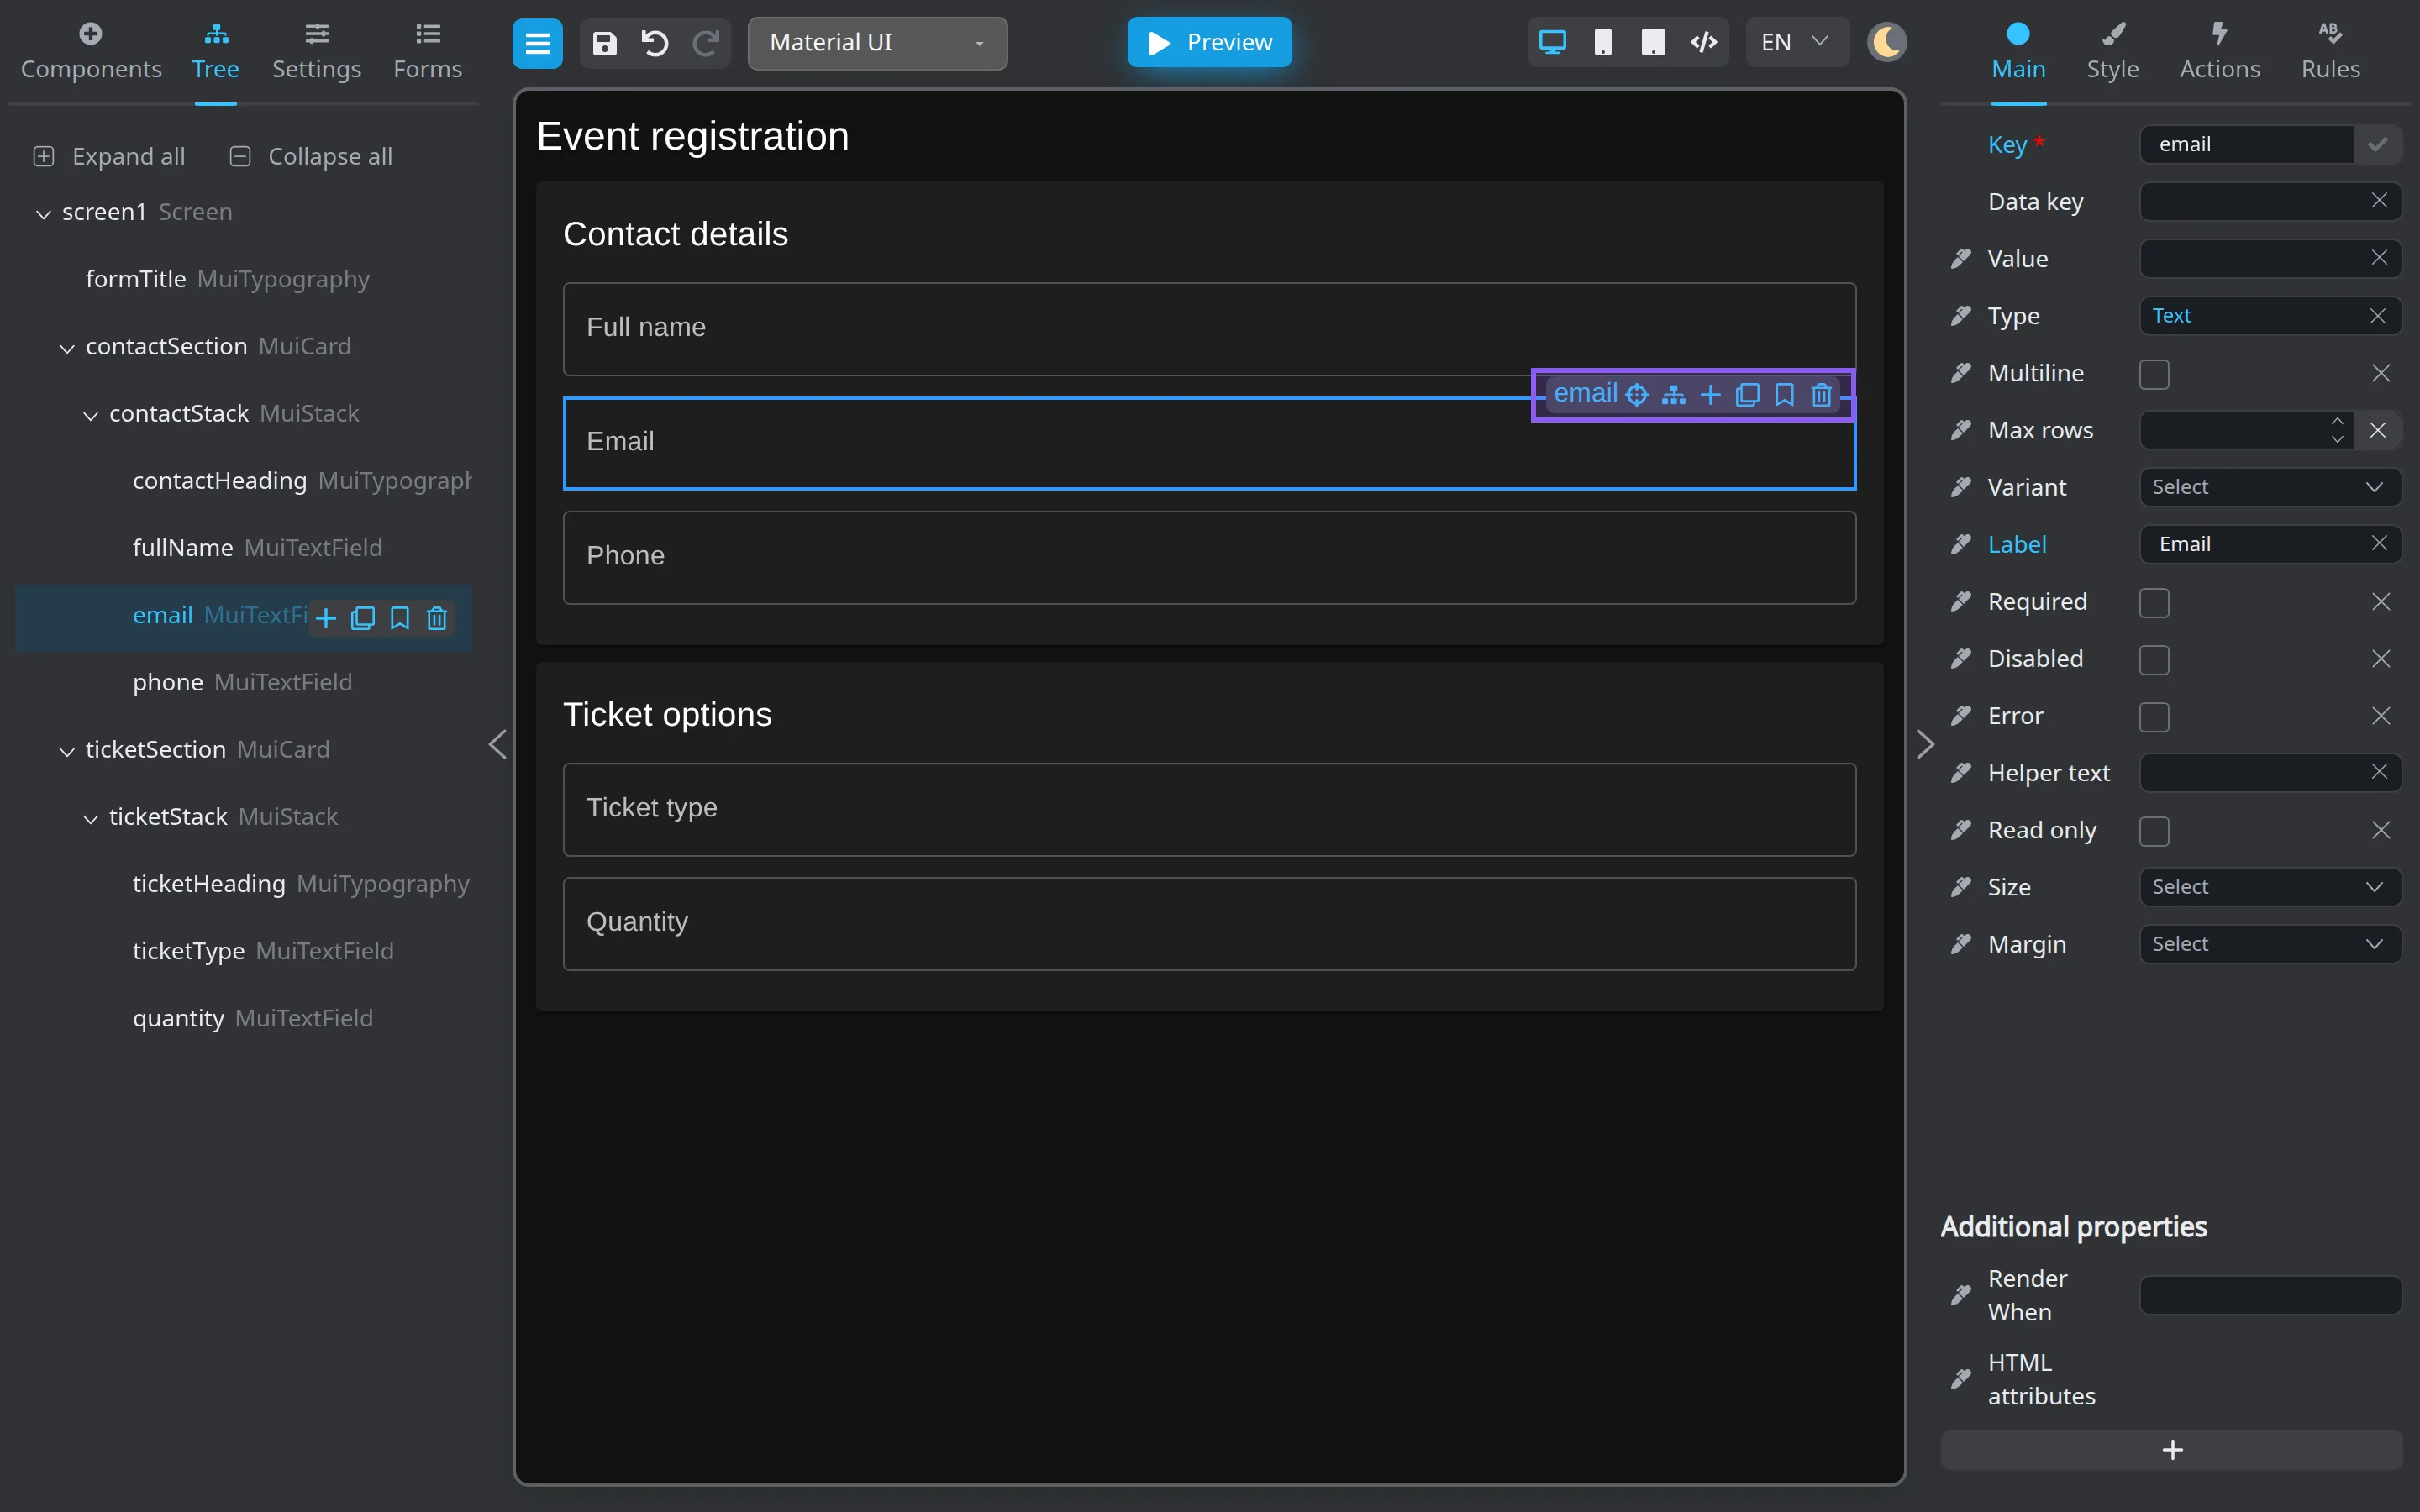 Components
Tree
Settings
Forms
Material UI
Preview
EN
Main
Style
Actions
Rules
Expand all
Collapse all
screen1 Screen
formTitle MuiTypography
contactSection MuiCard
contactStack MuiStack
contactHeading MuiTypograph
fullName MuiTextField
email MuiTextFi
phone MuiTextField
ticketSection MuiCard
ticketStack MuiStack
ticketHeading MuiTypography
ticketType MuiTextField
quantity MuiTextField
Event registration
Contact details
Full name
email
Email
Phone
Ticket options
Ticket type
Quantity
Key * email
Data key
Value
Type Text
Multiline
Max rows
Variant Select
Label Email
Required
Disabled
Error
Helper text
Read only
Size Select
Margin Select
Additional properties
Render
When
HTML
attributes